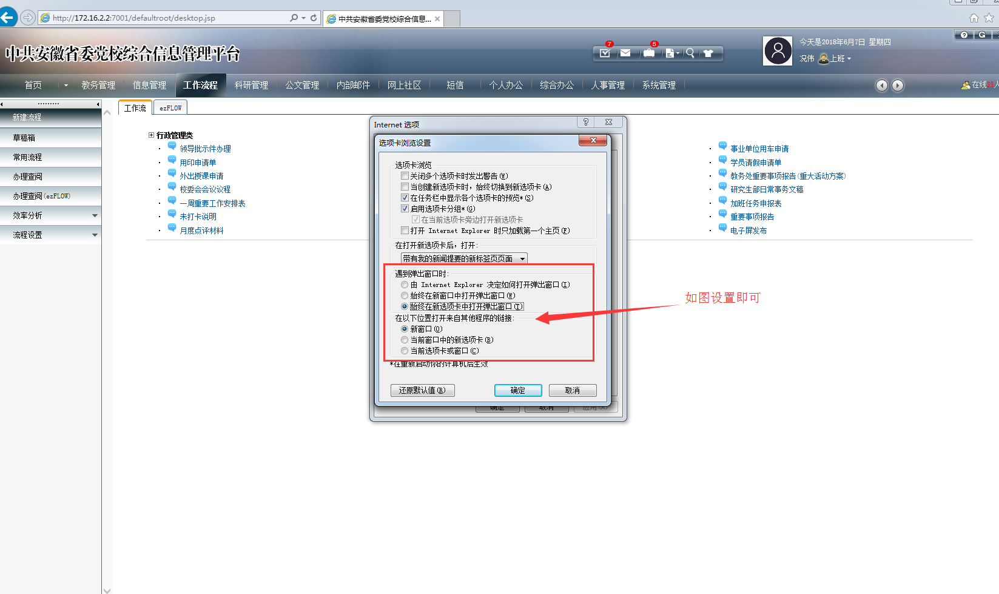 http://172.16.2.2:7001/defaultroot/desktop.jsp
中共安徽省委党校综合信息...
中共安徽省委党校综合信息管理平台
7
5
今天是2018年6月7日 星期四
况伟 上班
首页 教务管理 信息管理 工作流程 科研管理 公文管理 内部邮件 网上社区 短信 个人办公 综合办公 人事管理 系统管理
在线
新建流程
草稿箱
常用流程
办理查阅
办理查阅(ezFLOW)
效率分析
流程设置
工作流 ezFLOW
行政管理类
领导批示件办理
用印申请单
外出授课申请
校委会会议议程
一周重要工作安排表
未打卡说明
月度点评材料
事业单位用车申请
学员请假申请单
教务处重要事项报告(重大活动方案)
研究生部日常事务文稿
加班任务申报表
重要事项报告
电子屏发布
Internet 选项
选项卡浏览设置
选项卡浏览
关闭多个选项卡时发出警告(W)
当创建新选项卡时，始终切换到新选项卡(A)
在任务栏中显示各个选项卡的预览*(S)
启用选项卡分组*(G)
在当前选项卡旁边打开新选项卡
打开 Internet Explorer 时只加载第一个主页(F)
在打开新选项卡后，打开:
带有我的新闻提要的新标签页页面
遇到弹出窗口时:
由 Internet Explorer 决定如何打开弹出窗口(I)
始终在新窗口中打开弹出窗口(W)
始终在新选项卡中打开弹出窗口(T)
在以下位置打开来自其他程序的链接:
新窗口(O)
当前窗口中的新选项卡(B)
当前选项卡或窗口(C)
*在重新启动你的计算机后生效
还原默认值(R) 确定 取消
确定 取消 应用(A)
如图设置即可